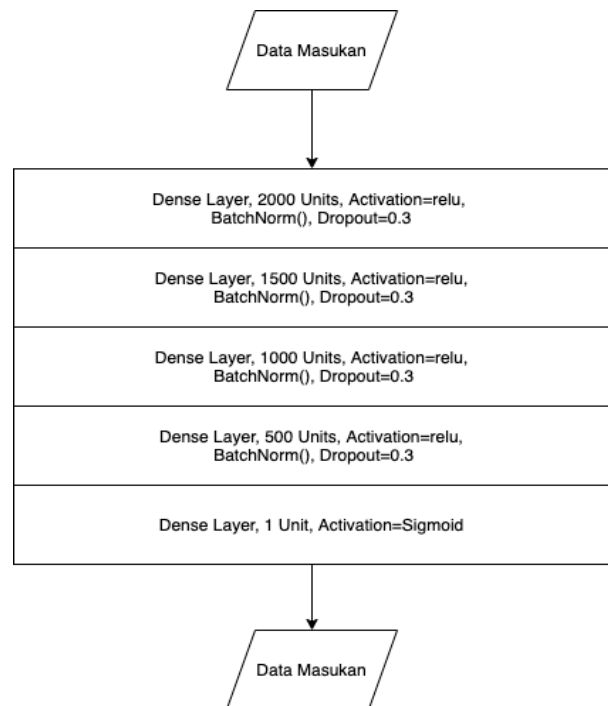 Data Masukan
Dense Layer, 2000 Units, Activation=relu,
BatchNorm(), Dropout=0.3
Dense Layer, 1500 Units, Activation=relu,
BatchNorm(), Dropout=0.3
Dense Layer, 1000 Units, Activation=relu,
BatchNorm(), Dropout=0.3
Dense Layer, 500 Units, Activation=relu,
BatchNorm(), Dropout=0.3
Dense Layer, 1 Unit, Activation=Sigmoid
Data Masukan